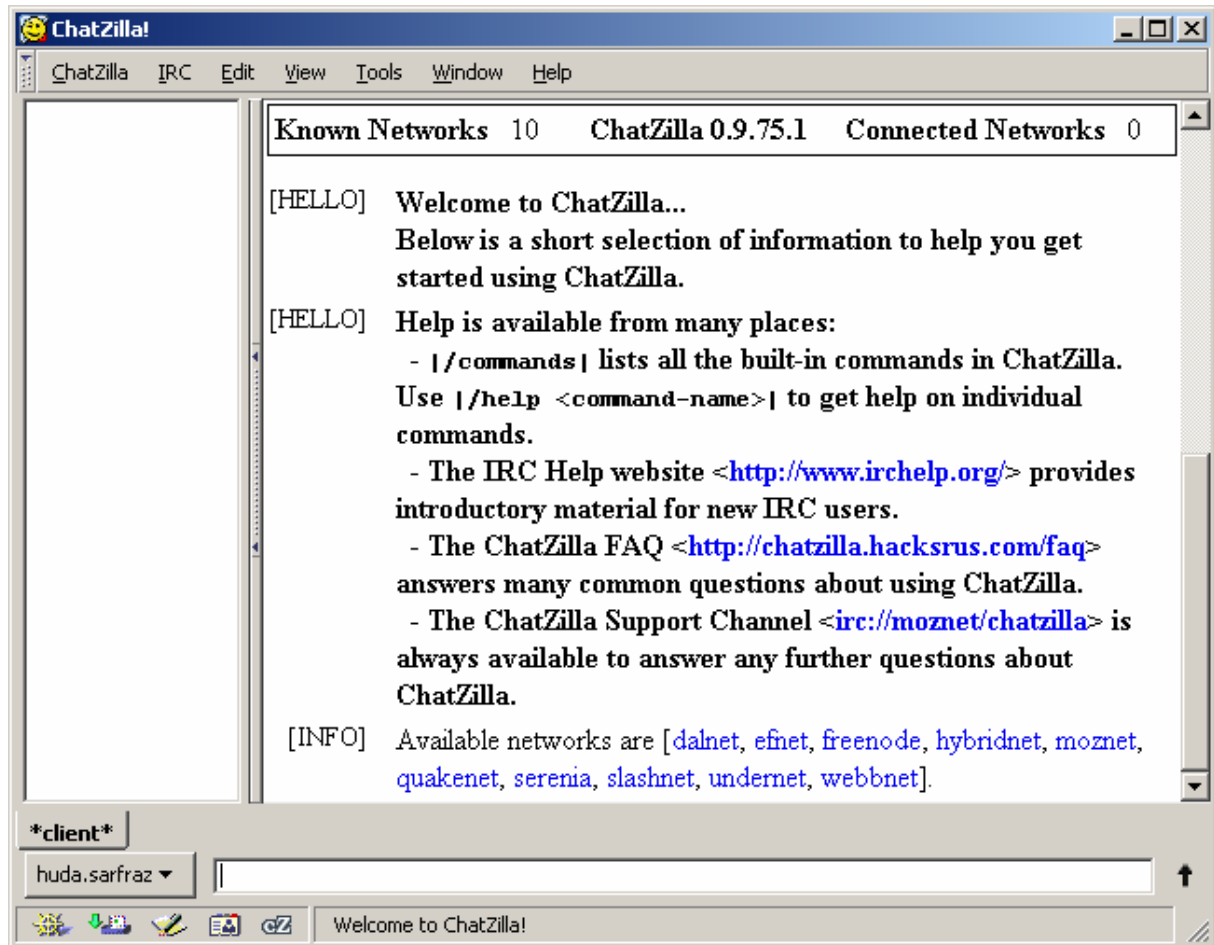 ChatZilla!
ChatZilla IRC Edit View Tools Window Help
Known Networks 10 ChatZilla 0.9.75.1 Connected Networks 0
[HELLO] Welcome to ChatZilla...
Below is a short selection of information to help you get
started using ChatZilla.
[HELLO] Help is available from many places:
- |/commands| lists all the built-in commands in ChatZilla.
Use |/help <command-name>| to get help on individual
commands.
- The IRC Help website <http://www.irchelp.org/> provides
introductory material for new IRC users.
- The ChatZilla FAQ <http://chatzilla.hacksrus.com/faq>
answers many common questions about using ChatZilla.
- The ChatZilla Support Channel <irc://moznet/chatzilla> is
always available to answer any further questions about
ChatZilla.
[INFO] Available networks are [dalnet, efnet, freenode, hybridnet, moznet,
quakenet, serenia, slashnet, undernet, webbnet].
*client*
huda.sarfraz
cZ Welcome to ChatZilla!